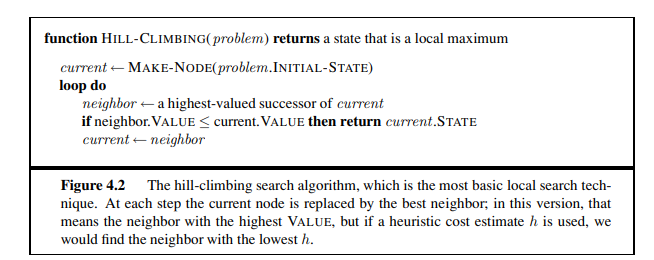 function HILL-CLIMBING(problem) returns a state that is a local maximum
current ← MAKE-NODE(problem.INITIAL-STATE)
loop do
neighbor ← a highest-valued successor of current
if neighbor.VALUE ≤ current.VALUE then return current.STATE
current ← neighbor
Figure 4.2 The hill-climbing search algorithm, which is the most basic local search tech-
nique. At each step the current node is replaced by the best neighbor; in this version, that
means the neighbor with the highest VALUE, but if a heuristic cost estimate h is used, we
would find the neighbor with the lowest h.